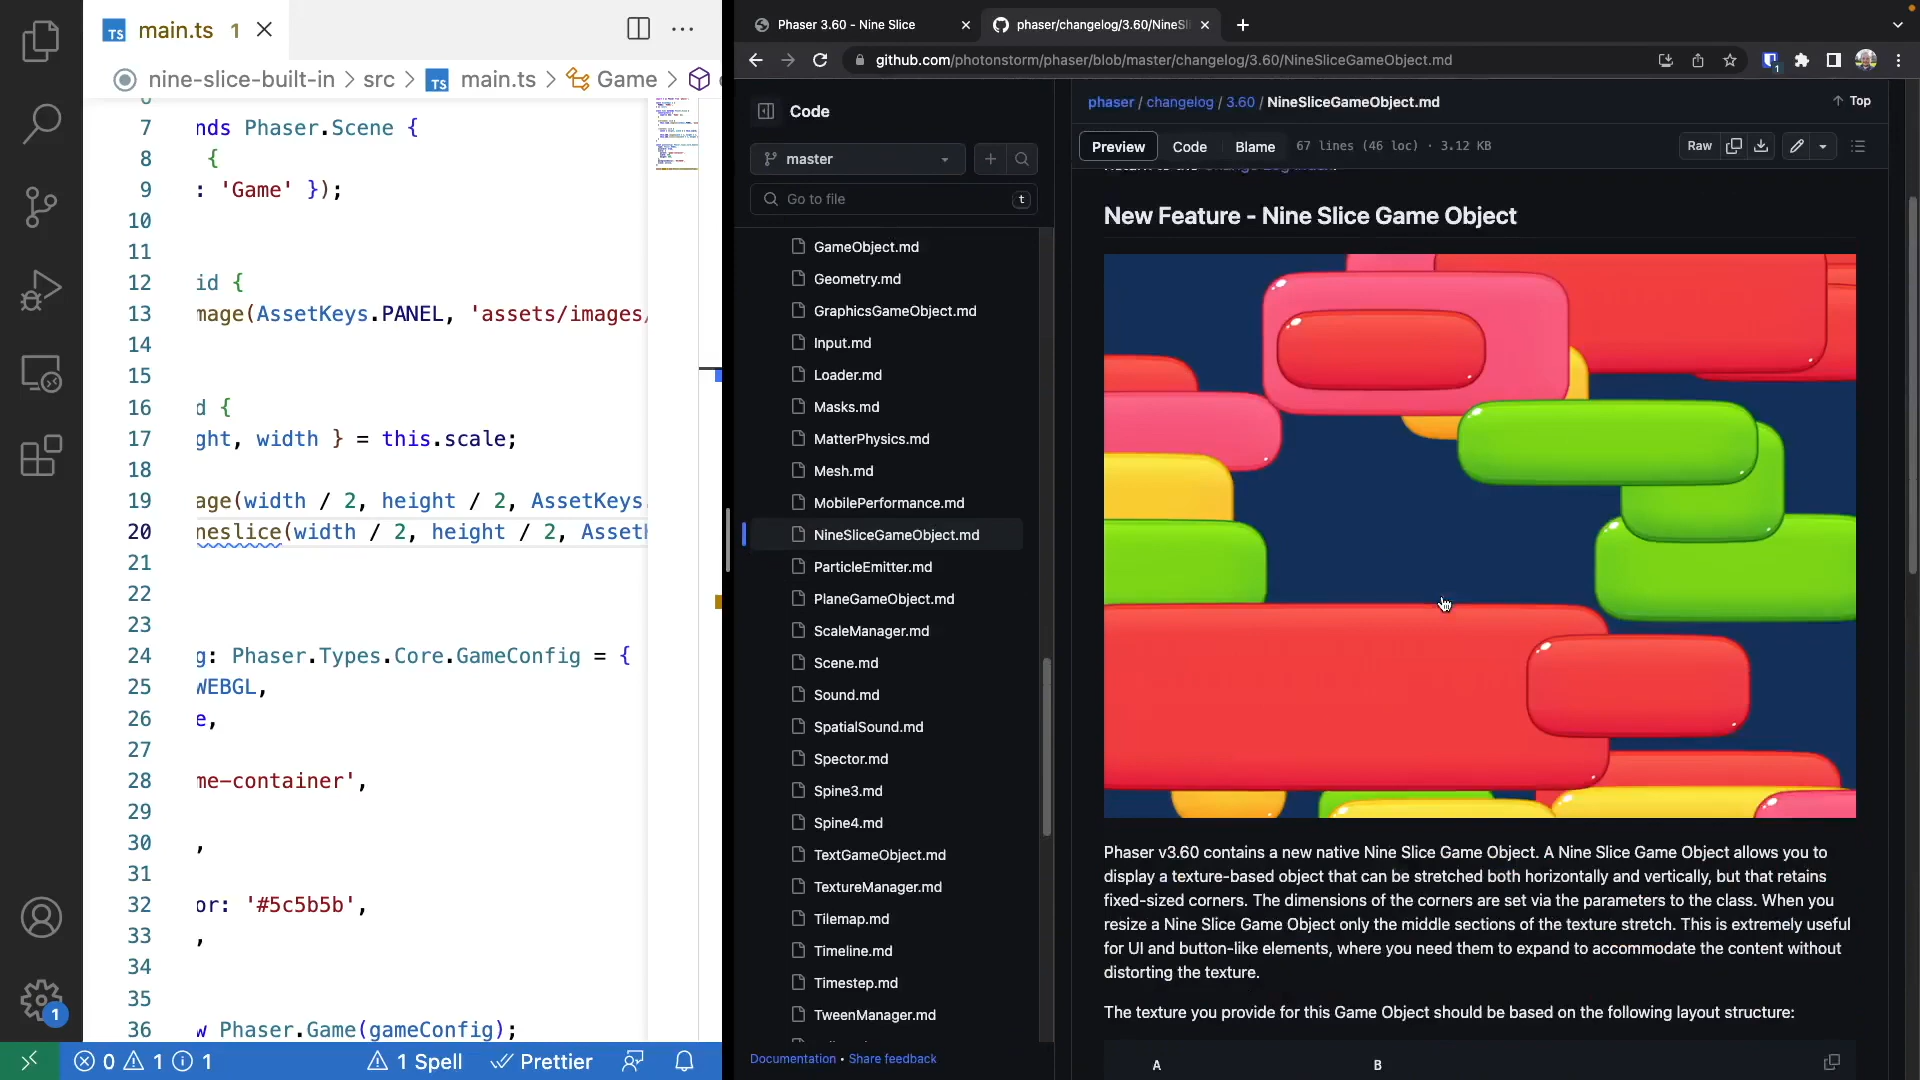 main.ts 1
nine-slice-built-in > src > TS main.ts > Game >
7 nds Phaser.Scene {
8 {
9 : 'Game' });
10
11
12 id {
13 mage(AssetKeys.PANEL, 'assets/images/
14
15
16 d {
17 ght, width } = this.scale;
18
19 age(width / 2, height / 2, AssetKeys.
20 neslice(width / 2, height / 2, Asset
21
22
23
24 g: Phaser.Types.Core.GameConfig = {
25 WEBGL,
26 e,
27
28 me-container',
29
30 ,
31
32 or: '#5c5b5b',
33 ,
34
35
36 w Phaser.Game(gameConfig);
1
0 1 1 1 Spell Prettier
Phaser 3.60 - Nine Slice
phaser/changelog/3.60/NineSl
github.com/photonstorm/phaser/blob/master/changelog/3.60/NineSliceGameObject.md
Code
master
Go to file t
GameObject.md
Geometry.md
GraphicsGameObject.md
Input.md
Loader.md
Masks.md
MatterPhysics.md
Mesh.md
MobilePerformance.md
NineSliceGameObject.md
ParticleEmitter.md
PlaneGameObject.md
ScaleManager.md
Scene.md
Sound.md
SpatialSound.md
Spector.md
Spine3.md
Spine4.md
TextGameObject.md
TextureManager.md
Tilemap.md
Timeline.md
Timestep.md
TweenManager.md
Documentation • Share feedback
phaser / changelog / 3.60 / NineSliceGameObject.md
Top
Preview Code Blame 67 lines (46 loc) · 3.12 KB Raw
New Feature - Nine Slice Game Object
Phaser v3.60 contains a new native Nine Slice Game Object. A Nine Slice Game Object allows you to
display a texture-based object that can be stretched both horizontally and vertically, but that retains
fixed-sized corners. The dimensions of the corners are set via the parameters to the class. When you
resize a Nine Slice Game Object only the middle sections of the texture stretch. This is extremely useful
for UI and button-like elements, where you need them to expand to accommodate the content without
distorting the texture.
The texture you provide for this Game Object should be based on the following layout structure:
A B